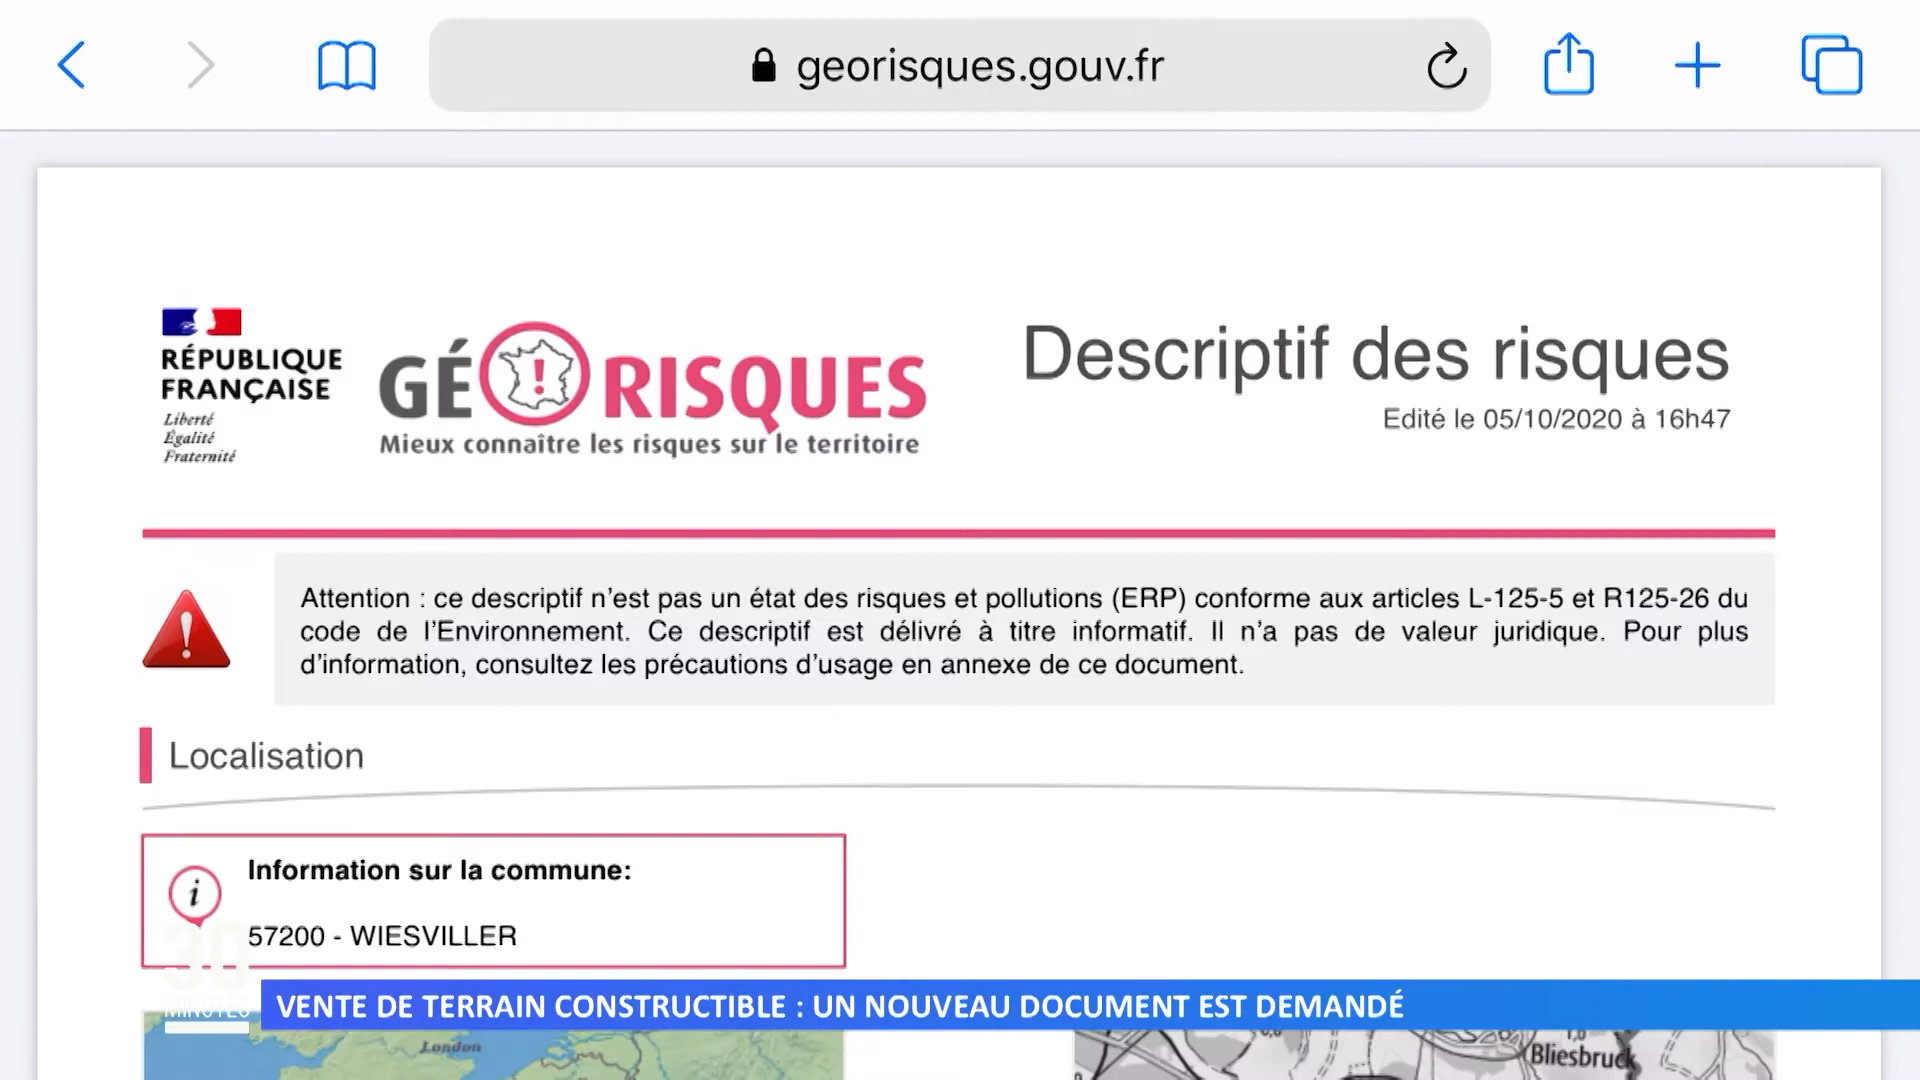 georisques.gouv.fr
RÉPUBLIQUE
FRANÇAISE
Liberté
Égalité
Fraternité
GÉ RISQUES
Mieux connaître les risques sur le territoire
Descriptif des risques
Edité le 05/10/2020 à 16h47
Attention : ce descriptif n'est pas un état des risques et pollutions (ERP) conforme aux articles L-125-5 et R125-26 du
code de l'Environnement. Ce descriptif est délivré à titre informatif. Il n'a pas de valeur juridique. Pour plus
d'information, consultez les précautions d'usage en annexe de ce document.
Localisation
Information sur la commune:
57200 - WIESVILLER
30
MINUTES
VENTE DE TERRAIN CONSTRUCTIBLE : UN NOUVEAU DOCUMENT EST DEMANDÉ
London
Bliesbruck